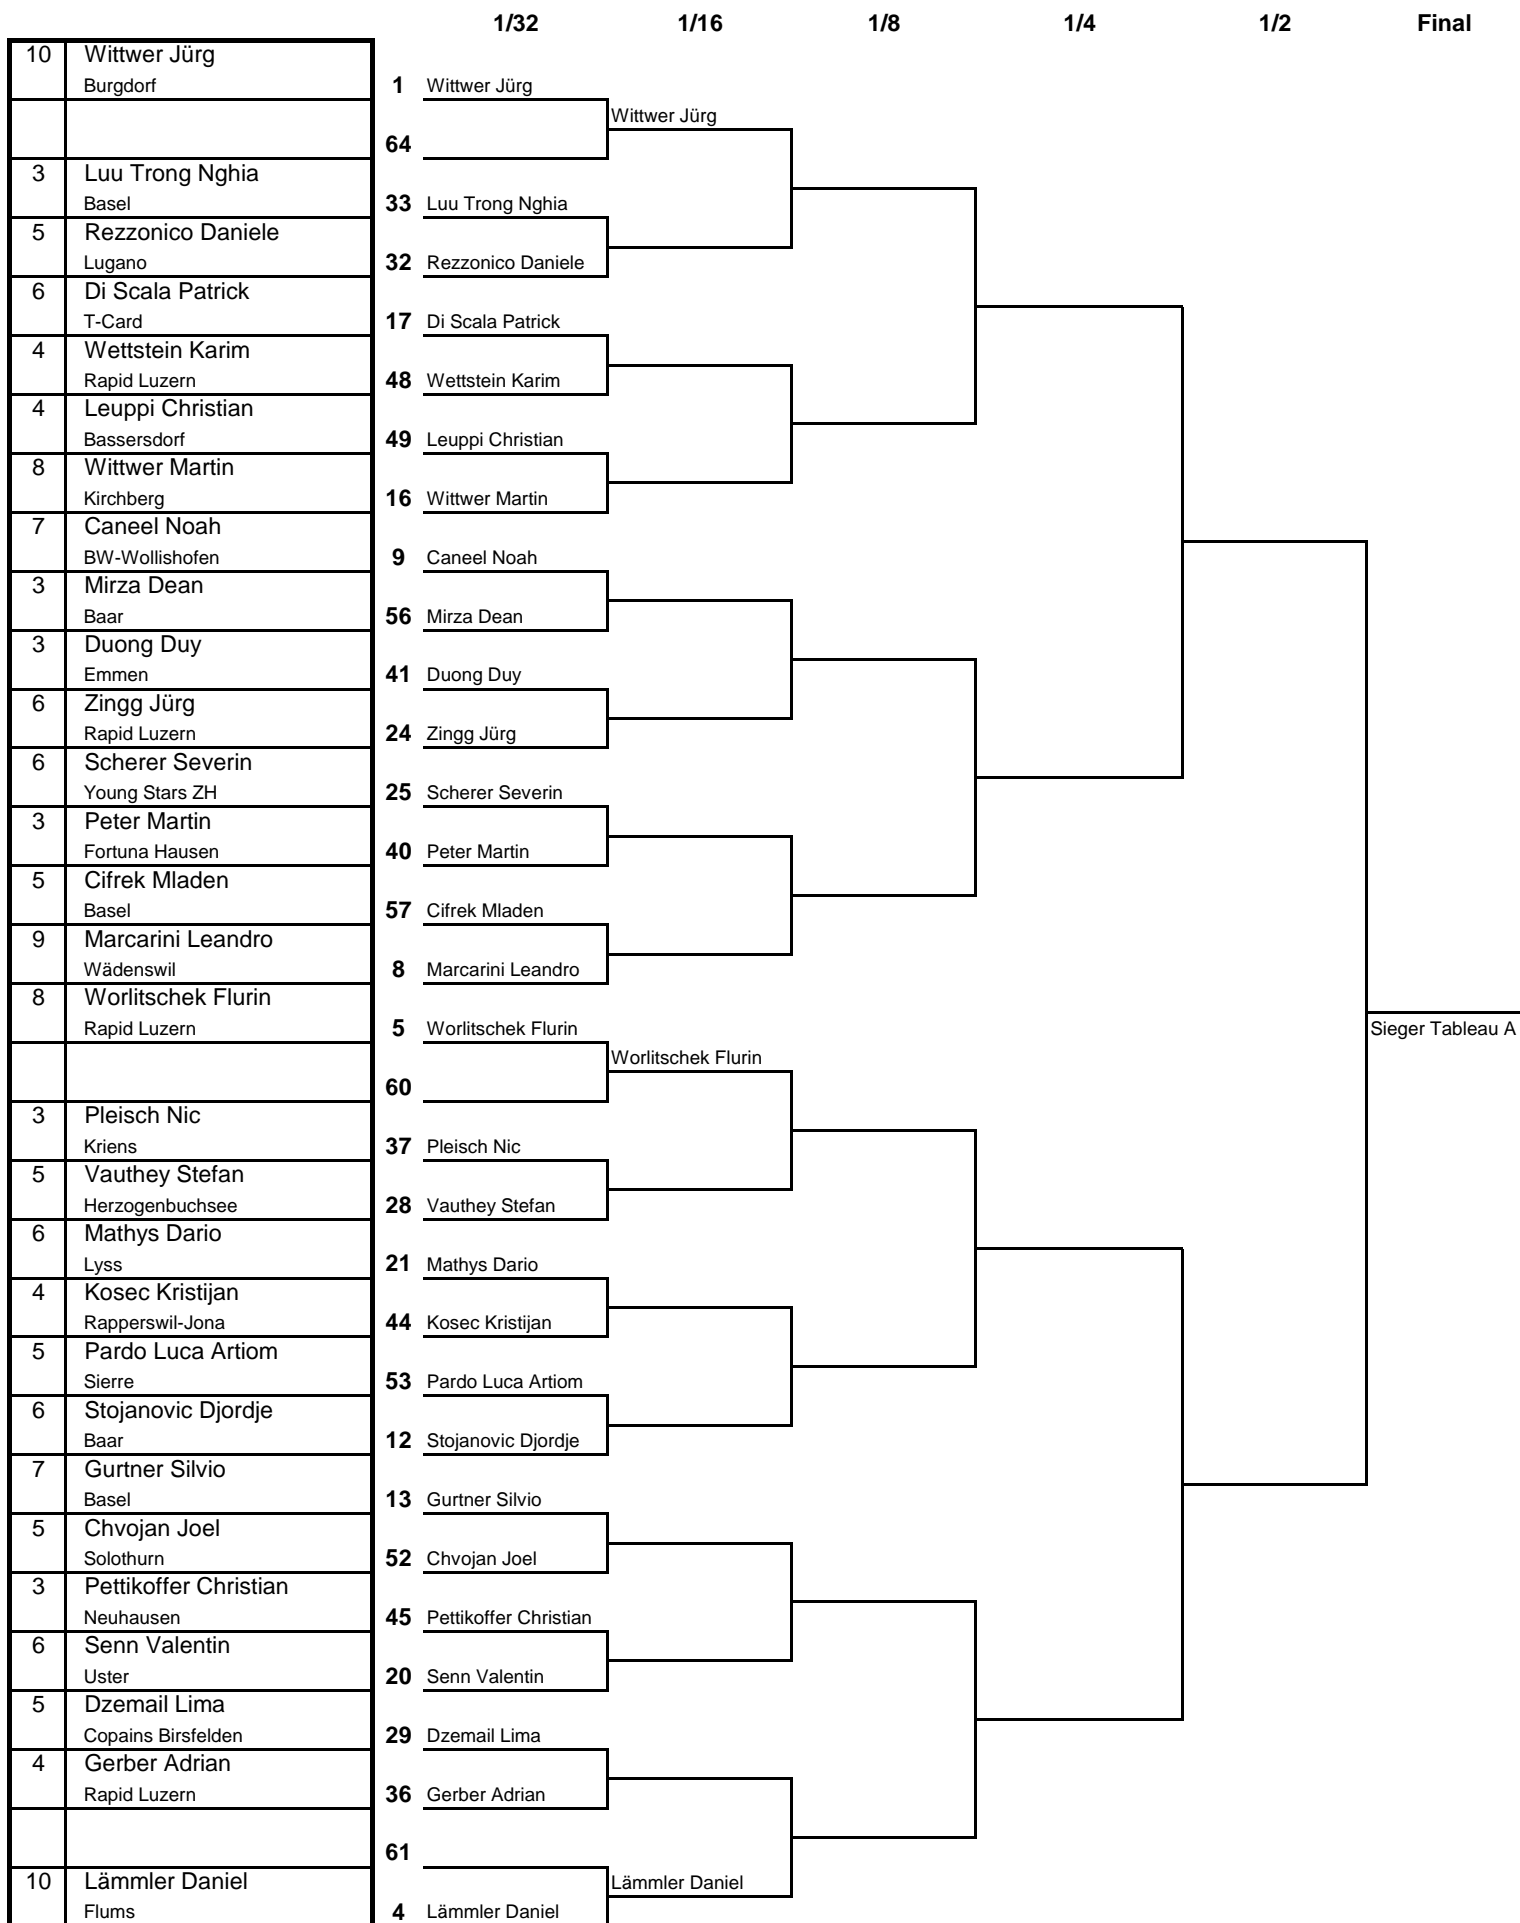 1/32 1/16 1/8 1/4 1/2 Final
10 Wittwer Jürg
Burgdorf 1 Wittwer Jürg
Wittwer Jürg
64
3 Luu Trong Nghia
Basel 33 Luu Trong Nghia
5 Rezzonico Daniele
Lugano 32 Rezzonico Daniele
6 Di Scala Patrick
T-Card 17 Di Scala Patrick
4 Wettstein Karim
Rapid Luzern 48 Wettstein Karim
4 Leuppi Christian
Bassersdorf 49 Leuppi Christian
8 Wittwer Martin
Kirchberg 16 Wittwer Martin
7 Caneel Noah
BW-Wollishofen 9 Caneel Noah
3 Mirza Dean
Baar 56 Mirza Dean
3 Duong Duy
Emmen 41 Duong Duy
6 Zingg Jürg
Rapid Luzern 24 Zingg Jürg
6 Scherer Severin
Young Stars ZH 25 Scherer Severin
3 Peter Martin
Fortuna Hausen 40 Peter Martin
5 Cifrek Mladen
Basel 57 Cifrek Mladen
9 Marcarini Leandro
Wädenswil 8 Marcarini Leandro
8 Worlitschek Flurin
Rapid Luzern 5 Worlitschek Flurin Sieger Tableau A
Worlitschek Flurin
60
3 Pleisch Nic
Kriens 37 Pleisch Nic
5 Vauthey Stefan
Herzogenbuchsee 28 Vauthey Stefan
6 Mathys Dario
Lyss 21 Mathys Dario
4 Kosec Kristijan
Rapperswil-Jona 44 Kosec Kristijan
5 Pardo Luca Artiom
Sierre 53 Pardo Luca Artiom
6 Stojanovic Djordje
Baar 12 Stojanovic Djordje
7 Gurtner Silvio
Basel 13 Gurtner Silvio
5 Chvojan Joel
Solothurn 52 Chvojan Joel
3 Pettikoffer Christian
Neuhausen 45 Pettikoffer Christian
6 Senn Valentin
Uster 20 Senn Valentin
5 Dzemail Lima
Copains Birsfelden 29 Dzemail Lima
4 Gerber Adrian
Rapid Luzern 36 Gerber Adrian
61
10 Lämmler Daniel Lämmler Daniel
Flums 4 Lämmler Daniel